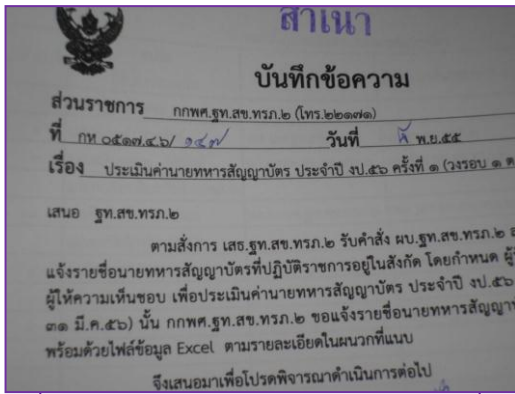 สำเนา
บันทึกข้อความ
ส่วนราชการ กกพศ.ฐท.สข.ทรภ.๒ (โทร.๒๒๑๗๑)
ที่ กห ๐๕๑๗.๔.๖/ ๑๔๗ วันที่ พ.ย.๕๕
เรื่อง ประเมินค่านายทหารสัญญาบัตร ประจำปี งป.๕๖ ครั้งที่ ๑ (วงรอบ ๑ ต
เสนอ ฐท.สข.ทรภ.๒
ตามสั่งการ เสธ.ฐท.สข.ทรภ.๒ รับคำสั่ง ผบ.ฐท.สข.ทรภ.๒
แจ้งรายชื่อนายทหารสัญญาบัตรที่ปฏิบัติราชการอยู่ในสังกัด โดยกำหนด ผู้
ผู้ให้ความเห็นชอบ เพื่อประเมินค่านายทหารสัญญาบัตร ประจำปี งป.๕๖
๓๑ มี.ค.๕๖) นั้น กกพศ.ฐท.สข.ทรภ.๒ ขอแจ้งรายชื่อนายทหารสัญญาบ
พร้อมด้วยไฟล์ข้อมูล Excel ตามรายละเอียดในผนวกที่แนบ
จึงเสนอมาเพื่อโปรดพิจารณาดำเนินการต่อไป